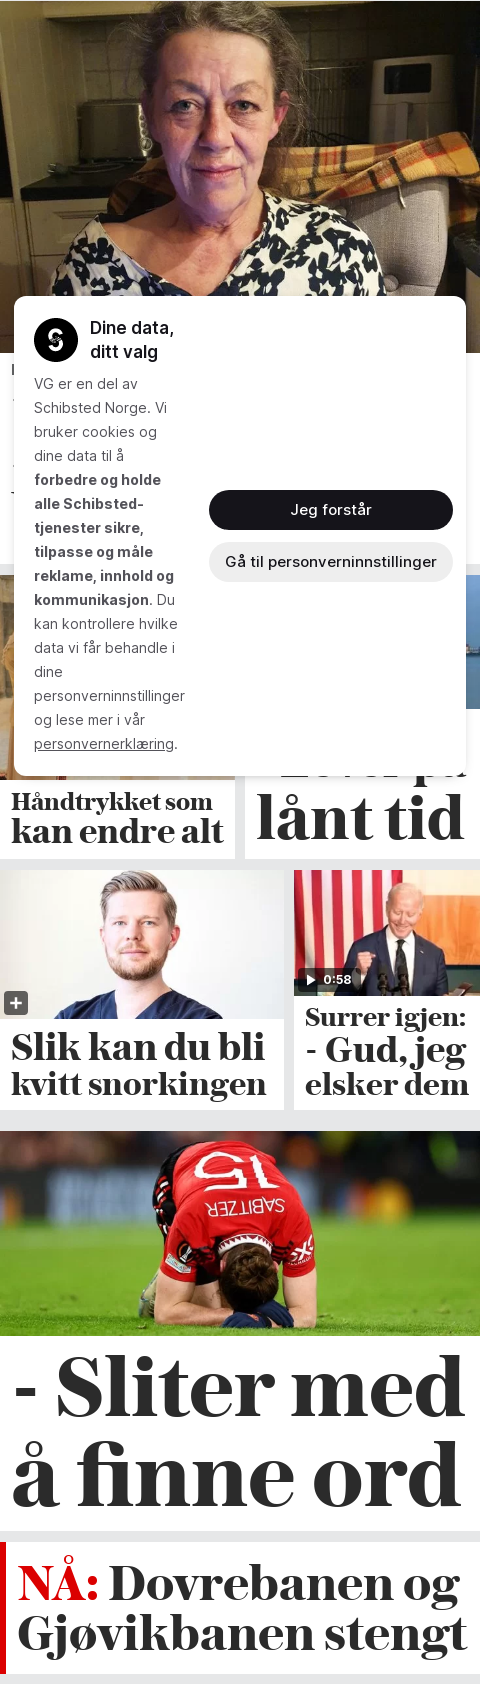 Dine data,
ditt valg
VG er en del av
Schibsted Norge. Vi
bruker cookies og
dine data til å
forbedre og holde
alle Schibsted-
tjenester sikre,
tilpasse og måle
reklame, innhold og
kommunikasjon. Du
kan kontrollere hvilke
data vi får behandle i
dine
personverninnstillinger
og lese mer i vår
personvernerklæring.
Jeg forstår
Gå til personverninnstillinger
Håndtrykket som
kan endre alt
lånt tid
Slik kan du bli
kvitt snorkingen
0:58
Surrer igjen:
- Gud, jeg
elsker dem
15
SABITZER
- Sliter med
å finne ord
NÅ: Dovrebanen og
Gjøvikbanen stengt